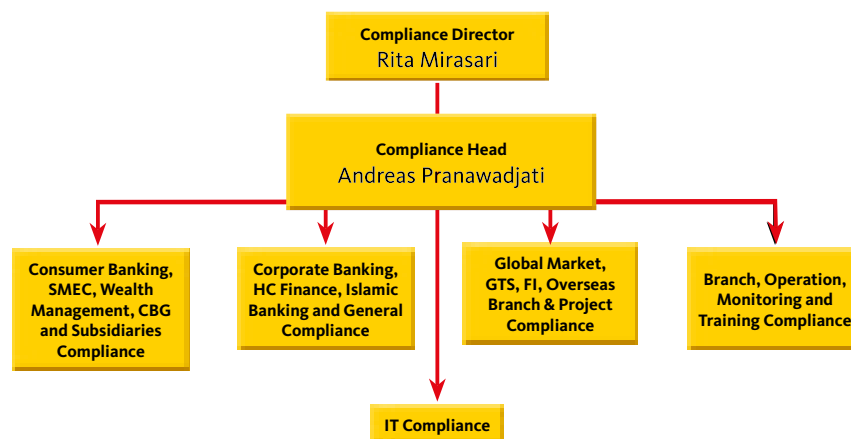 Compliance Director
Rita Mirasari
Compliance Head
Andreas Pranawadjati
Consumer Banking,
SMEC, Wealth
Management, CBG
and Subsidiaries
Compliance
Corporate Banking,
HC Finance, Islamic
Banking and General
Compliance
Global Market,
GTS, FI, Overseas
Branch & Project
Compliance
Branch, Operation,
Monitoring and
Training Compliance
IT Compliance